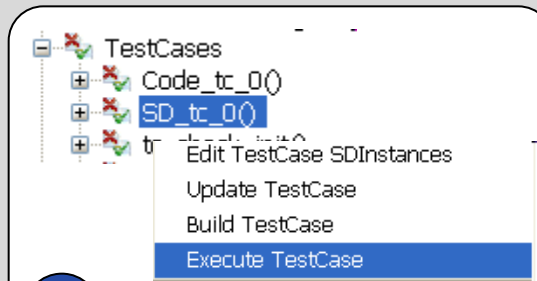 TestCases
Code_tc_0()
SD_tc_0()
Edit TestCase SDInstances
Update TestCase
Build TestCase
Execute TestCase